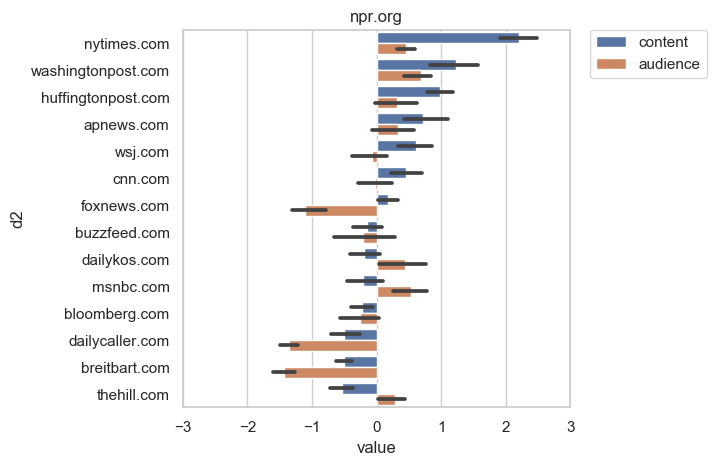 npr.org
content
audience
nytimes.com
washingtonpost.com
huffingtonpost.com
apnews.com
wsj.com
cnn.com
foxnews.com
buzzfeed.com
dailykos.com
msnbc.com
bloomberg.com
dailycaller.com
breitbart.com
thehill.com
d2
−3 −2 −1 0 1 2 3
value